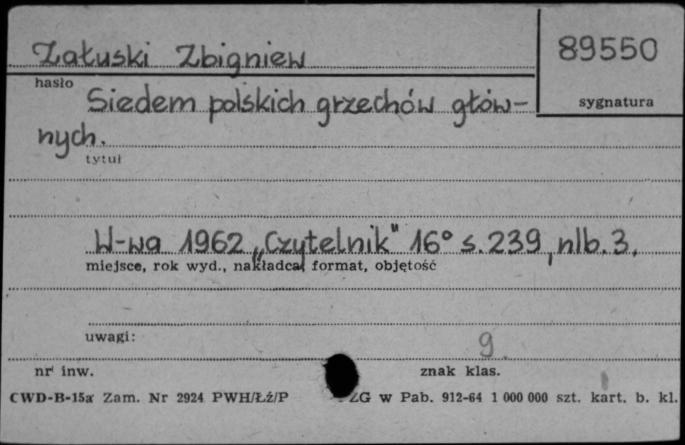 Załuski Zbigniew
89550
hasło
sygnatura
Siedem polskich grzechów głów-
nych.
tytuł
W-wa 1962 „Czytelnik" 16° s. 239, nlb. 3.
miejsce, rok wyd., nakładca, format, objętość
uwagi:
9
nr inw.
znak klas.
CWD-B-15a Zam. Nr 2924 PWH/Łź/P ZG w Pab. 912-64 1 000 000 szt. kart. b. kl.